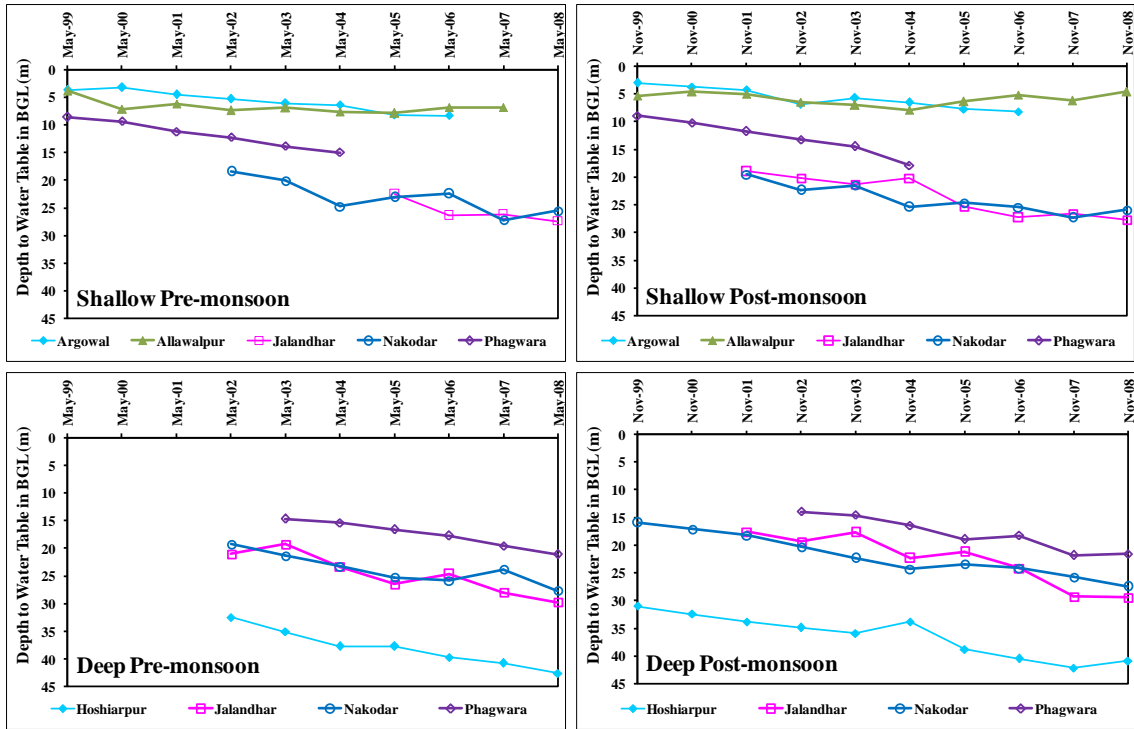 May-99 May-00 May-01 May-02 May-03 May-04 May-05 May-06 May-07 May-08
Depth to Water Table in BGL (m)
0
5
10
15
20
25
30
35
40
45
Shallow Pre-monsoon
Argowal Allawalpur Jalandhar Nakodar Phagwara
Nov-99 Nov-00 Nov-01 Nov-02 Nov-03 Nov-04 Nov-05 Nov-06 Nov-07 Nov-08
Depth to Water Table in BGL (m)
0
5
10
15
20
25
30
35
40
45
Shallow Post-monsoon
Argowal Allawalpur Jalandhar Nakodar Phagwara
May-99 May-00 May-01 May-02 May-03 May-04 May-05 May-06 May-07 May-08
Depth to Water Table in BGL (m)
0
5
10
15
20
25
30
35
40
45
Deep Pre-monsoon
Hoshiarpur Jalandhar Nakodar Phagwara
Nov-99 Nov-00 Nov-01 Nov-02 Nov-03 Nov-04 Nov-05 Nov-06 Nov-07 Nov-08
Depth to Water Table in BGL (m)
0
5
10
15
20
25
30
35
40
45
Deep Post-monsoon
Hoshiarpur Jalandhar Nakodar Phagwara